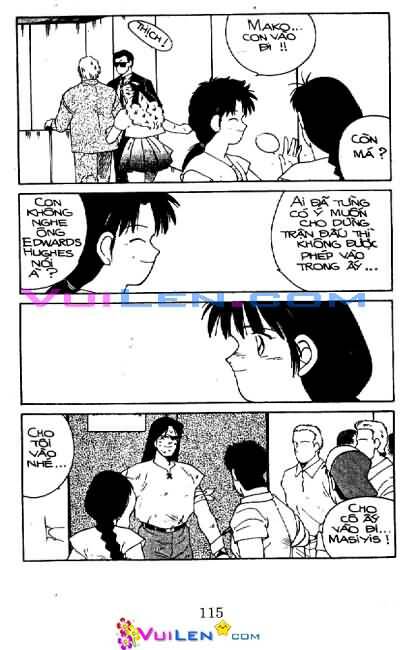 MAKO...
CON VÀO
ĐI !!
THỊCH!
CÒN
MÁ ?
CON
KHÔNG
NGHE
ÔNG
EDWARDS
HUGHES
NÓI
À ?
AI ĐÃ TỪNG
CÓ Ý MUỐN
CHO DỪNG
TRẬN ĐẤU THÌ
KHÔNG ĐƯỢC
PHÉP VÀO
TRONG ẤY...
VUILEN.COM
CHO
TÔI
VÀO
NHÉ...
CHO
CÔ ẤY
VÀO ĐI...
MASIYIS !
115
VUILEN.COM